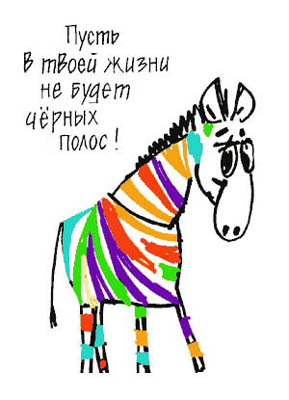 Пусть
в твоей жизни
не будет
чёрных
полос!